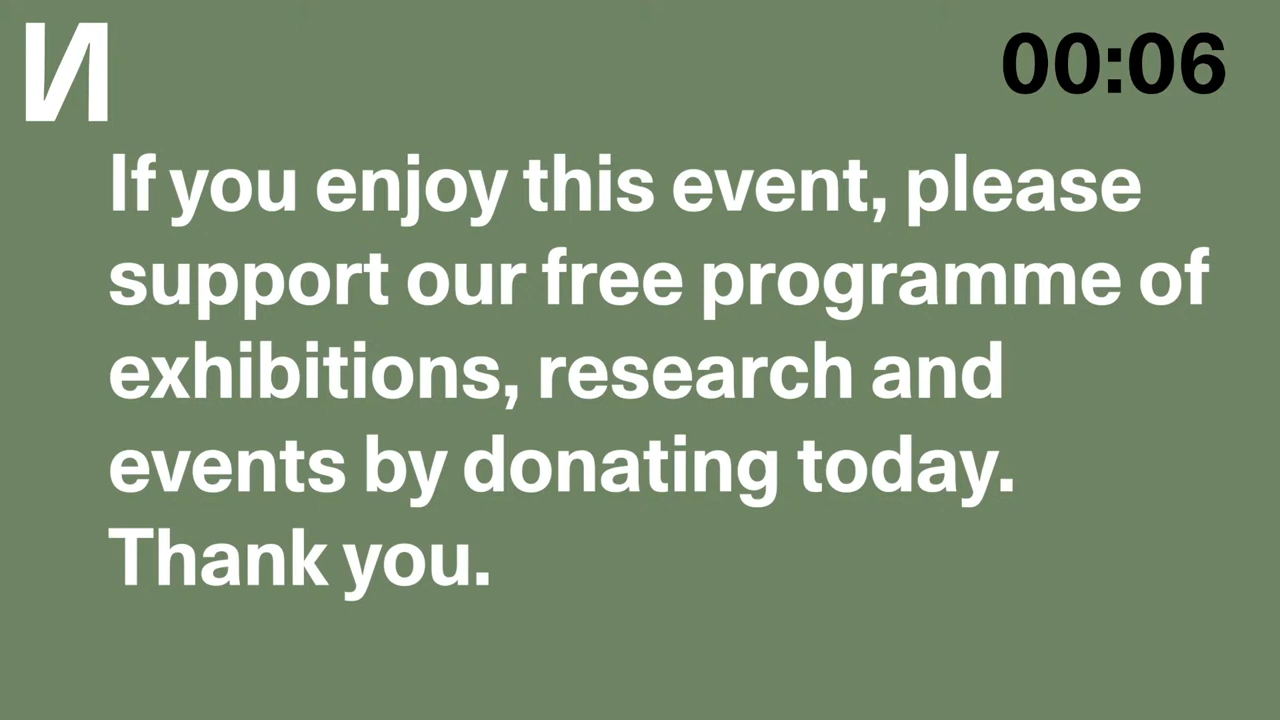 И
00:06
If you enjoy this event, please
support our free programme of
exhibitions, research and
events by donating today.
Thank you.